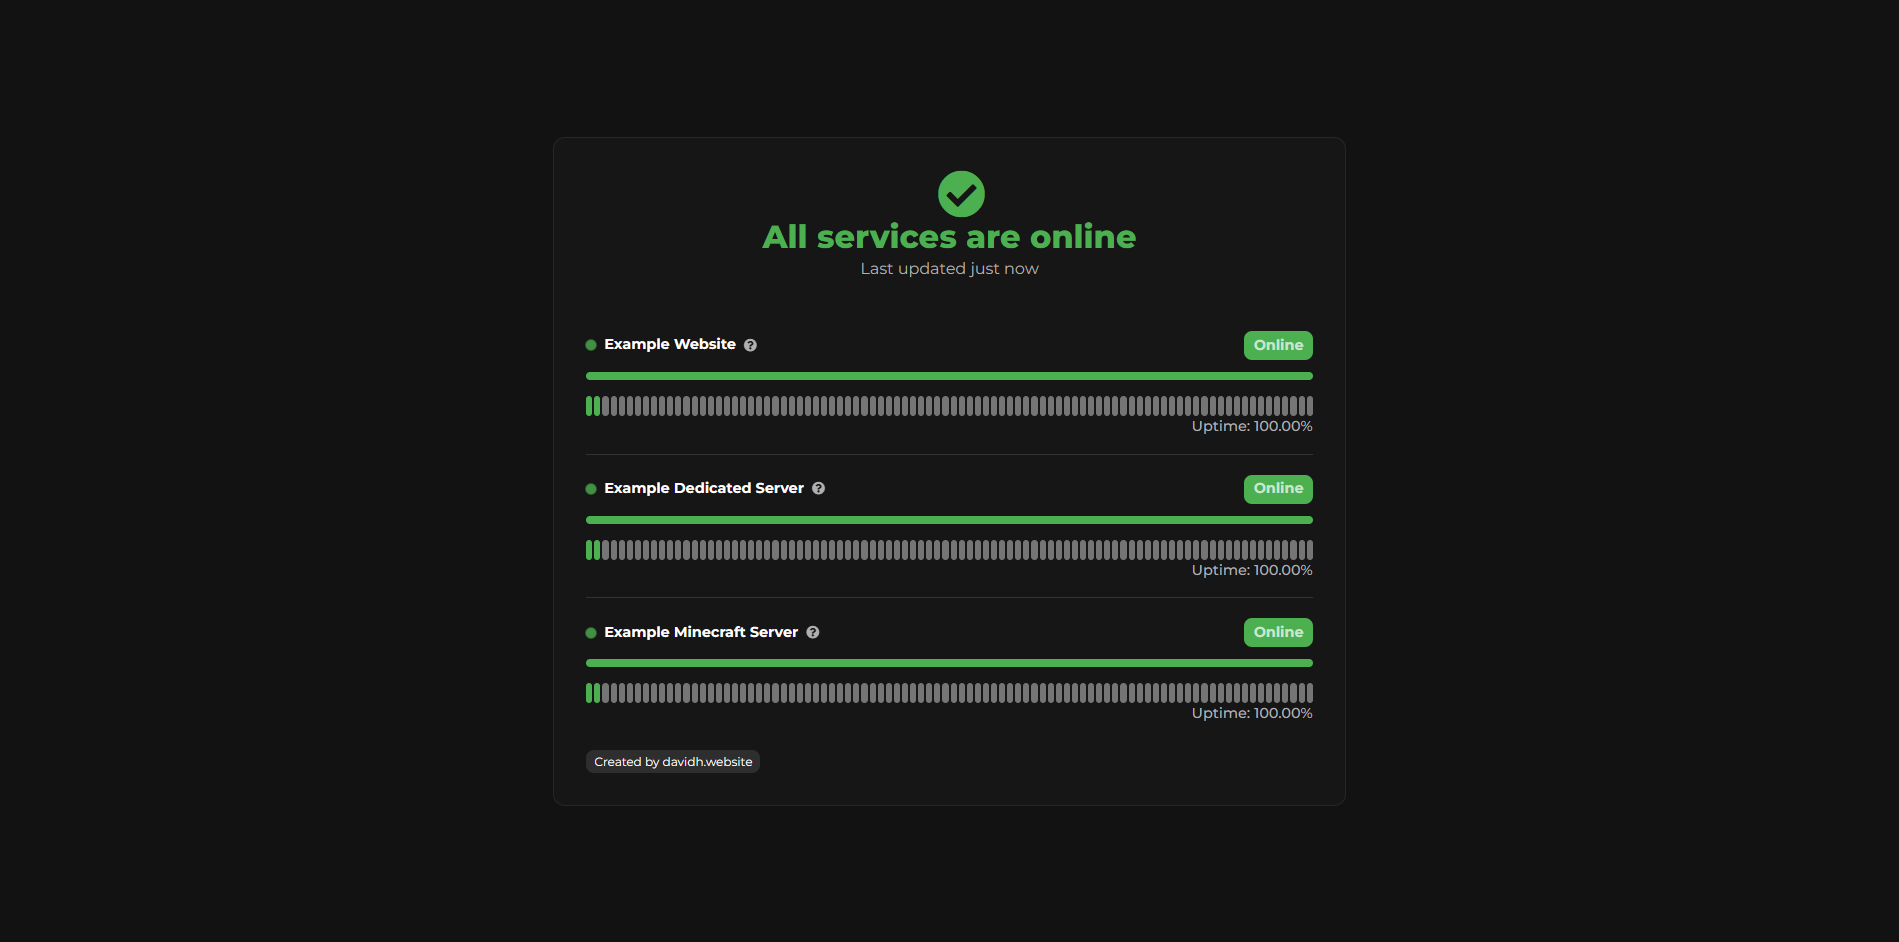 All services are online
Last updated just now
Example Website
Online
Uptime: 100.00%
Example Dedicated Server
Online
Uptime: 100.00%
Example Minecraft Server
Online
Uptime: 100.00%
Created by davidh.website